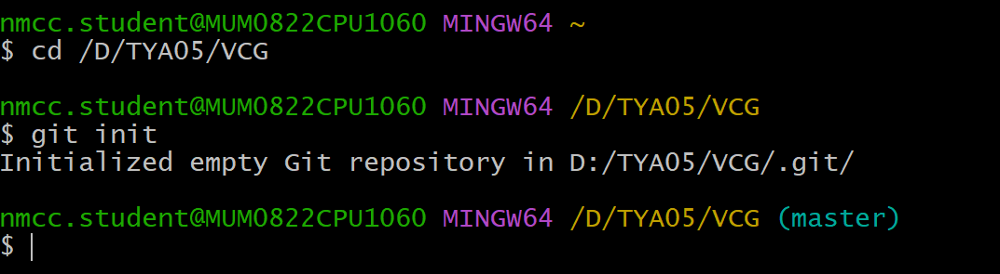 nmcc.student@MUM0822CPU1060 MINGW64 ~
$ cd /D/TYA05/VCG
nmcc.student@MUM0822CPU1060 MINGW64 /D/TYA05/VCG
$ git init
Initialized empty Git repository in D:/TYA05/VCG/.git/
nmcc.student@MUM0822CPU1060 MINGW64 /D/TYA05/VCG (master)
$